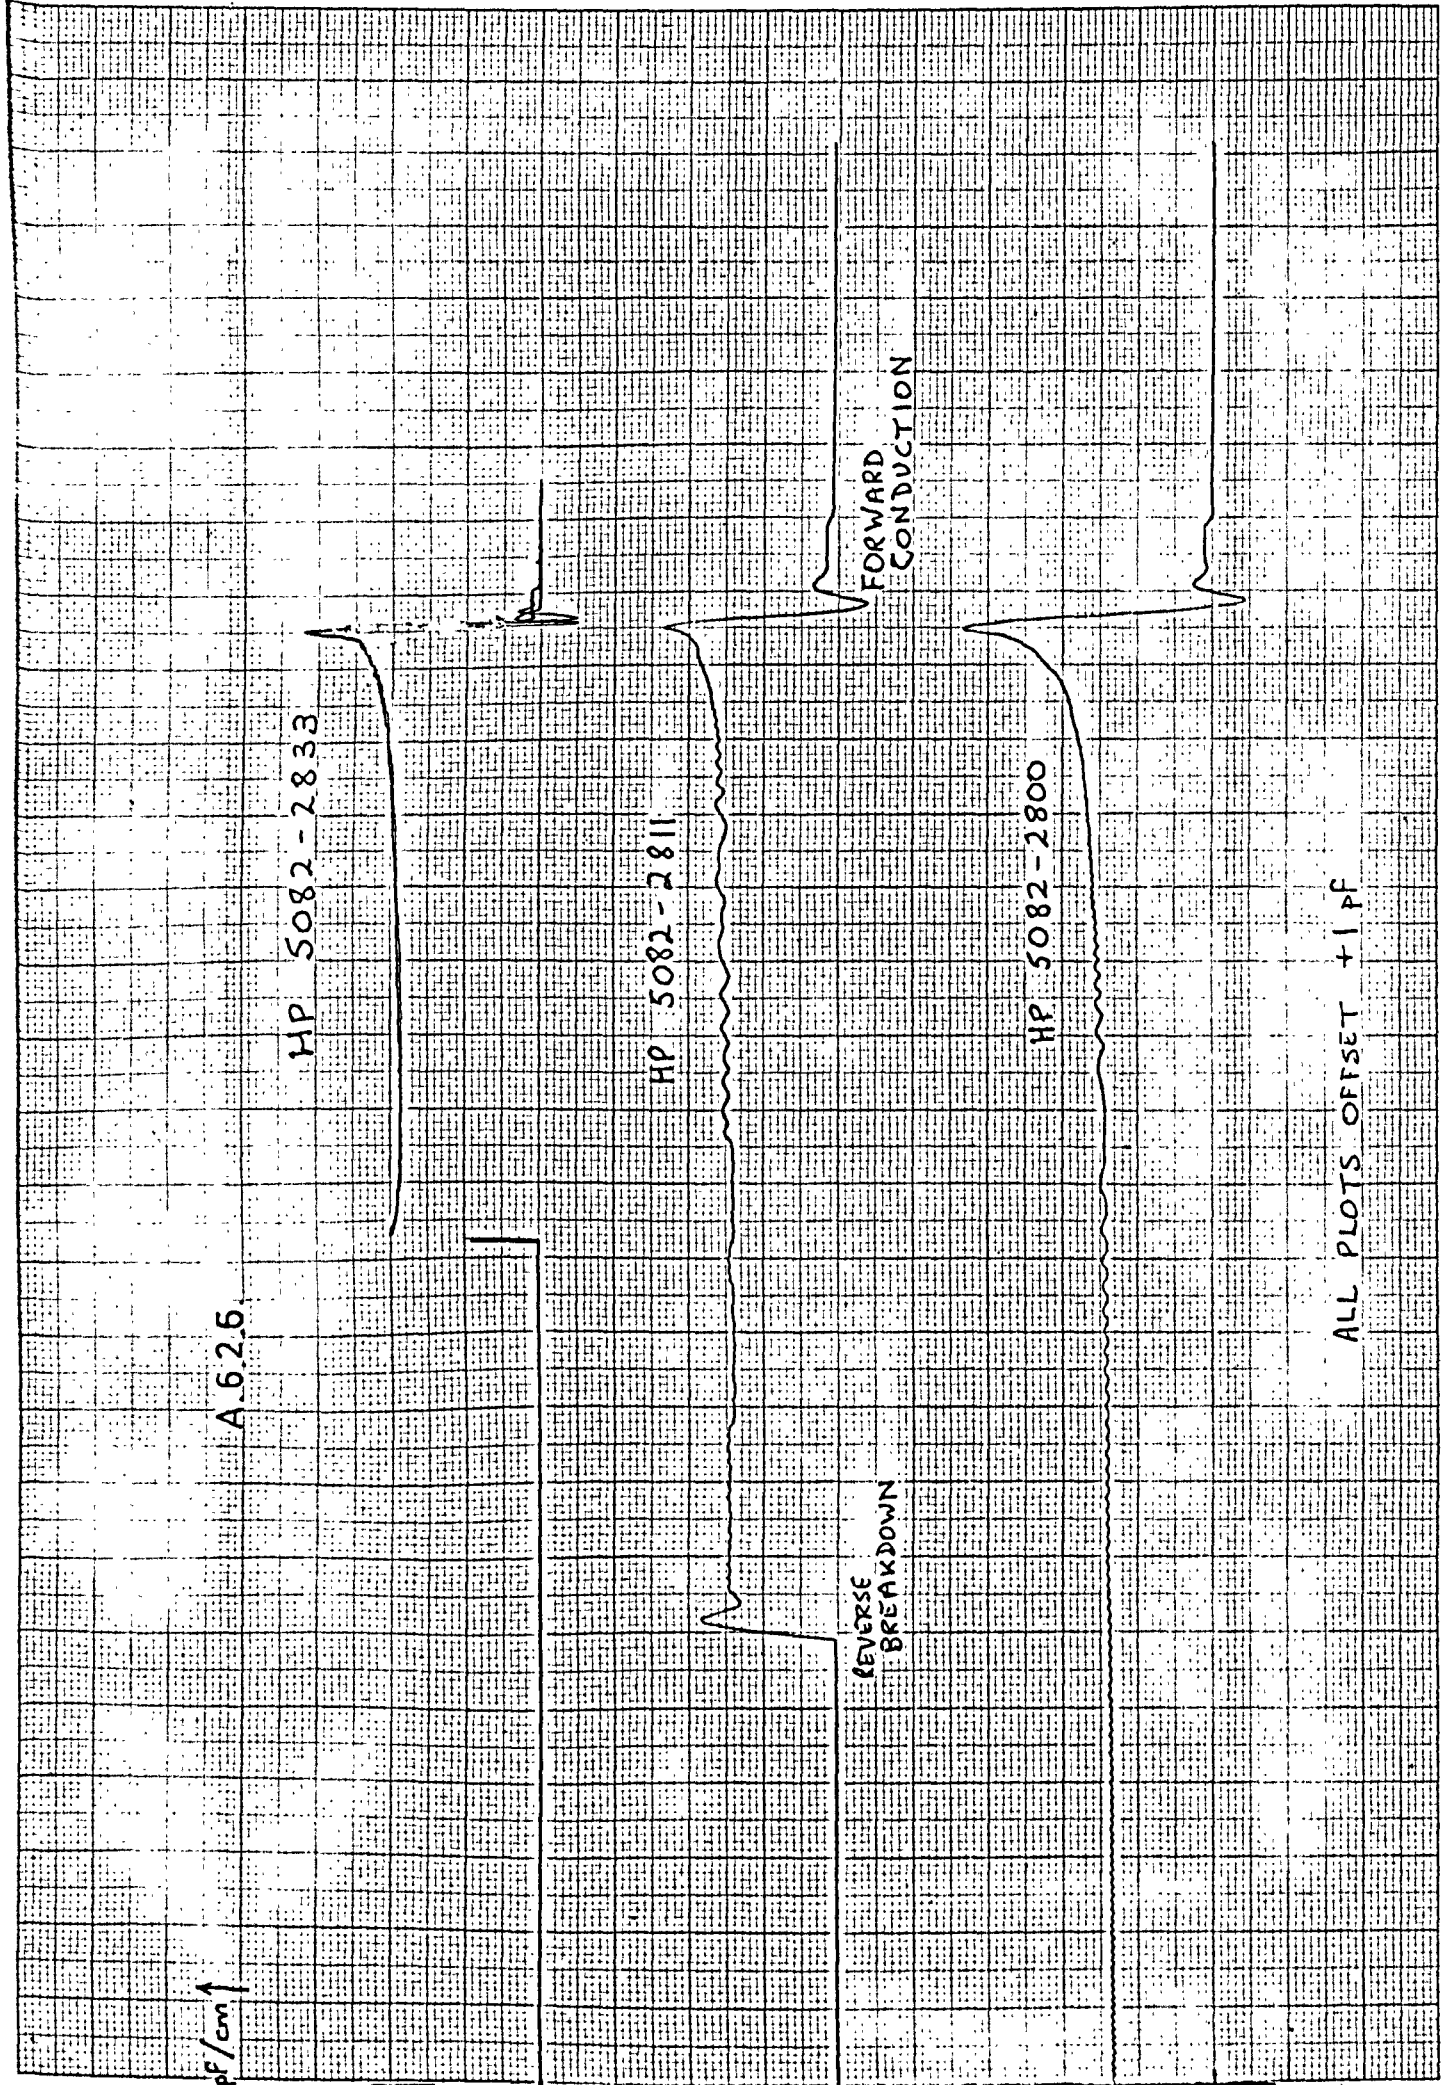 A.6.2.6.
pF/cm
HP 5082-2833
HP 5082-2811
FORWARD
CONDUCTION
REVERSE
BREAKDOWN
HP 5082-2800
ALL PLOTS OFFSET +1 pF